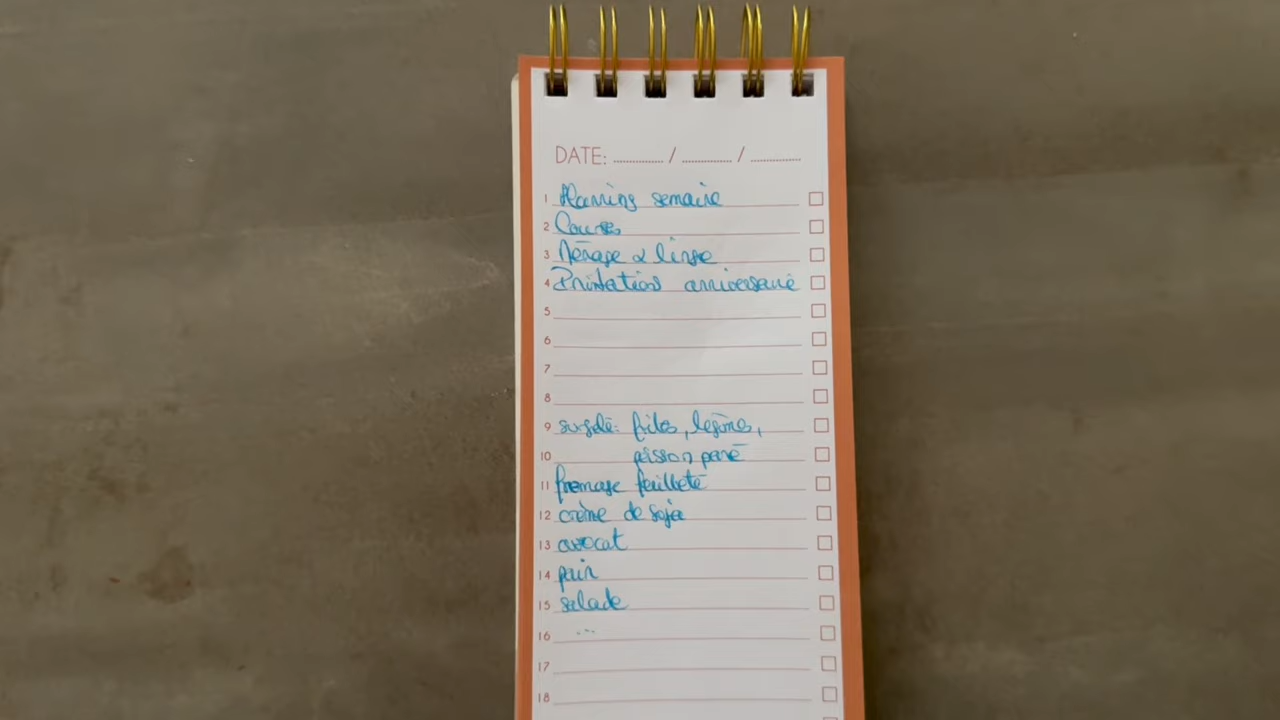 DATE: ........... / ........... / ...........
1 Planning semaine
2 Courses
3 Ménage & linge
4 Invitation anniversaire
5
6
7
8
9 surgelé: frites, légumes,
10 poisson pané
11 fromage feuilleté
12 crème de soja
13 avocat
14 pain
15 salade
16 ...
17
18